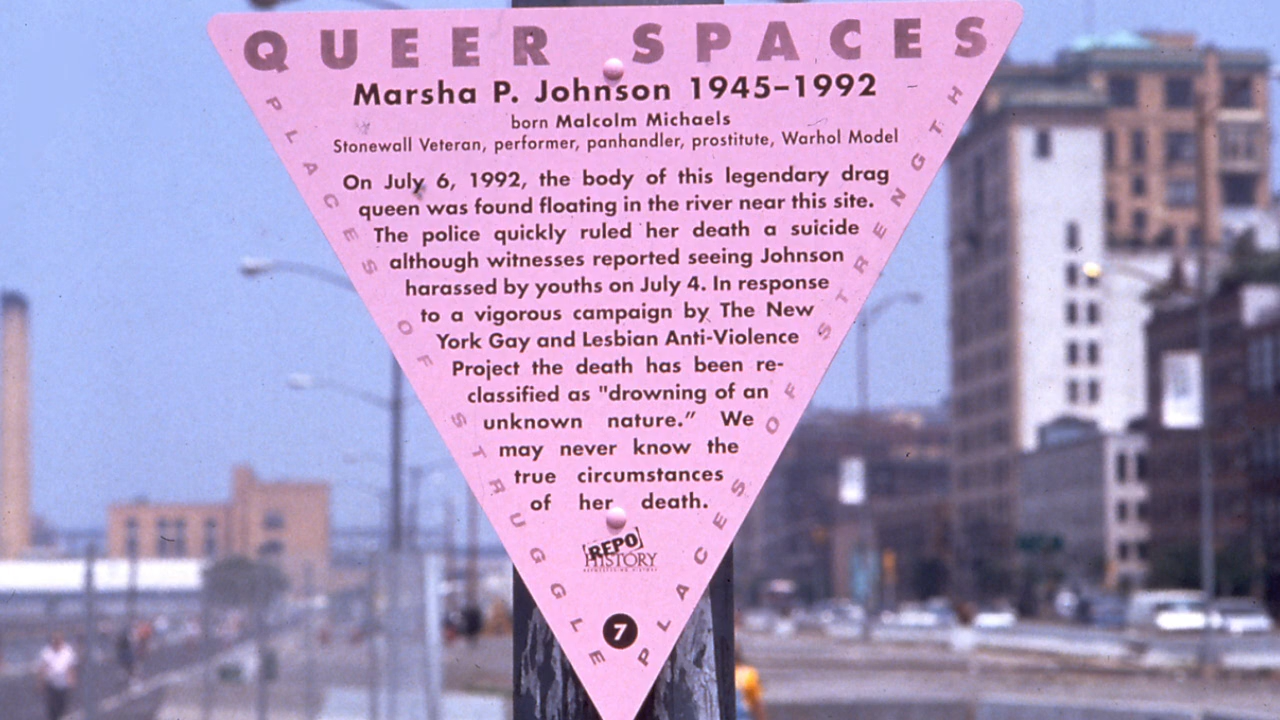 QUEER SPACES
Marsha P. Johnson 1945–1992
born Malcolm Michaels
Stonewall Veteran, performer, panhandler, prostitute, Warhol Model
On July 6, 1992, the body of this legendary drag
queen was found floating in the river near this site.
The police quickly ruled her death a suicide
although witnesses reported seeing Johnson
harassed by youths on July 4. In response
to a vigorous campaign by The New
York Gay and Lesbian Anti-Violence
Project the death has been re-
classified as "drowning of an
unknown nature." We
may never know the
true circumstances
of her death.
REPO
HISTORY
7
PLACES OF STRUGGLE
PLACES OF STRENGTH